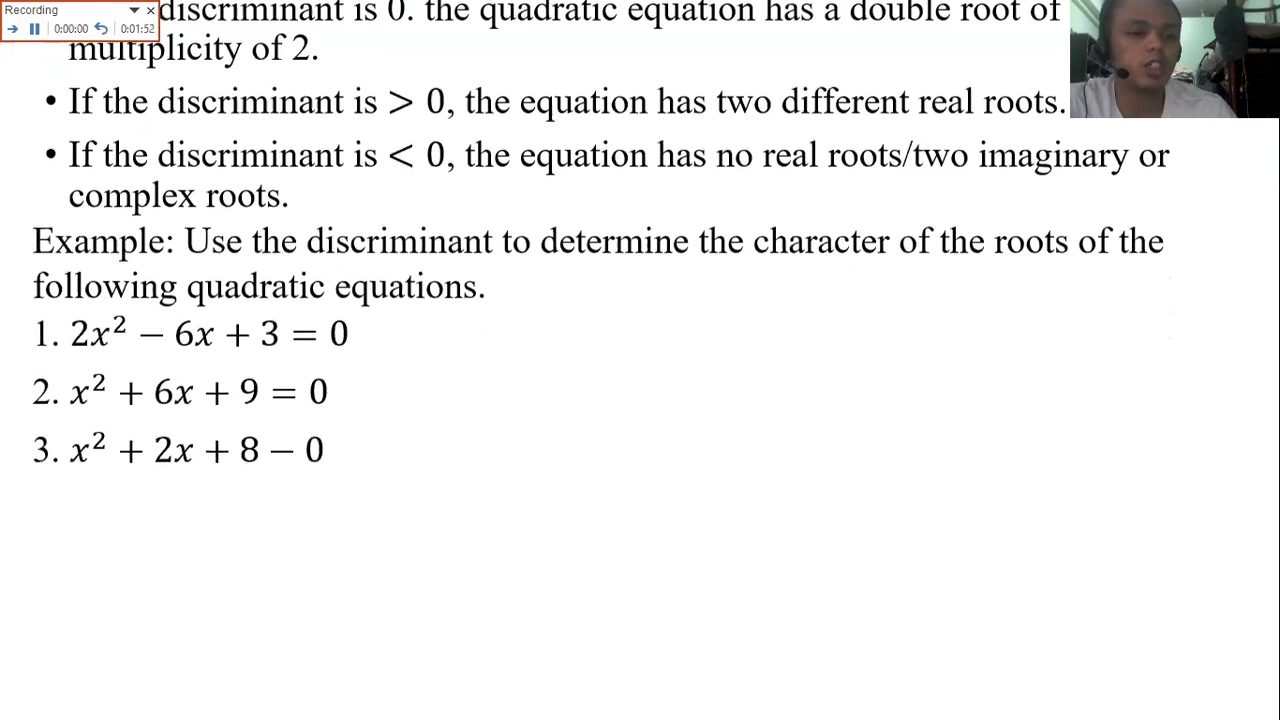 Recording
0:00:00 0:01:52
discriminant is 0. the quadratic equation has a double root of
multiplicity of 2.
• If the discriminant is > 0, the equation has two different real roots.
• If the discriminant is < 0, the equation has no real roots/two imaginary or
complex roots.
Example: Use the discriminant to determine the character of the roots of the
following quadratic equations.
1. 2x² − 6x + 3 = 0
2. x² + 6x + 9 = 0
3. x² + 2x + 8 − 0